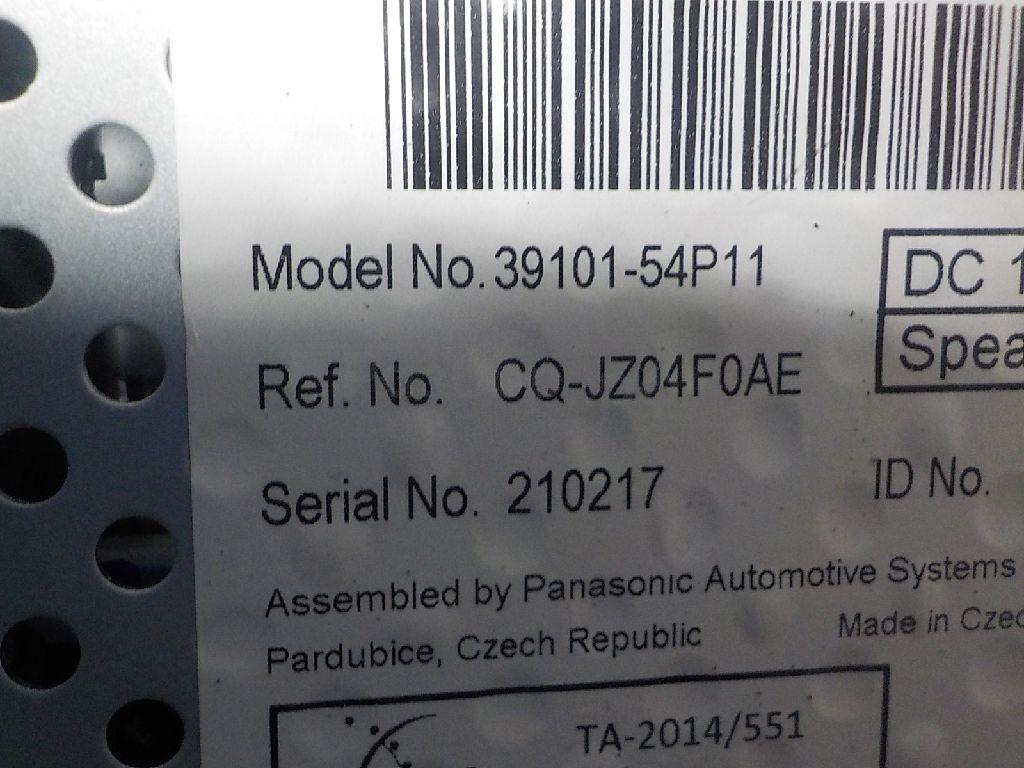 Model No. 39101-54P11
DC 1
Spea
Ref. No. CQ-JZ04F0AE
Serial No. 210217
ID No.
Assembled by Panasonic Automotive Systems
Pardubice, Czech Republic
Made in Czec
TA-2014/551